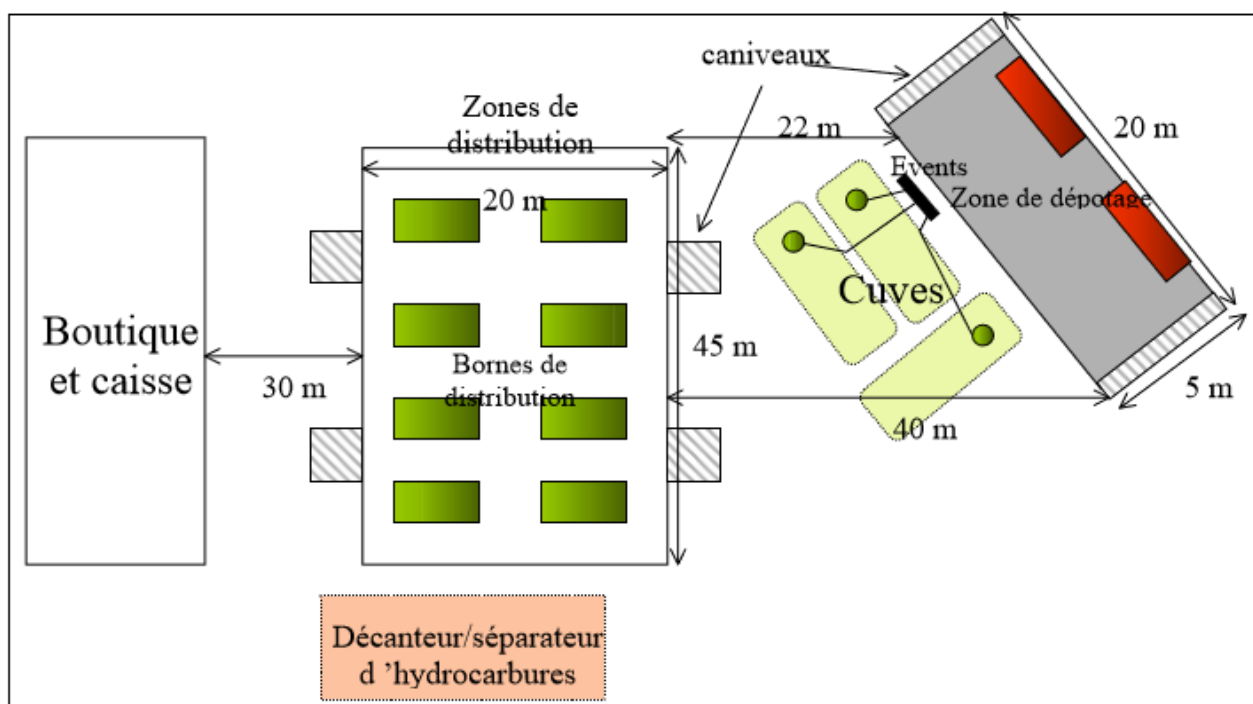 caniveaux
Zones de
distribution
20 m
22 m
20 m
Events
Zone de dépotage
Cuves
Boutique
et caisse
30 m
Bornes de
distribution
45 m
40 m
5 m
Décanteur/séparateur
d ’hydrocarbures